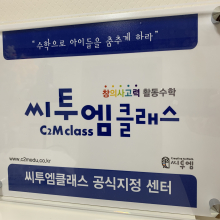 "수학으로 아이들을 춤추게 하라"
창의사고력 활동수학
씨투엠클래스
C2M class
www.c2medu.co.kr
씨투엠
씨투엠클래스 공식지정 센터